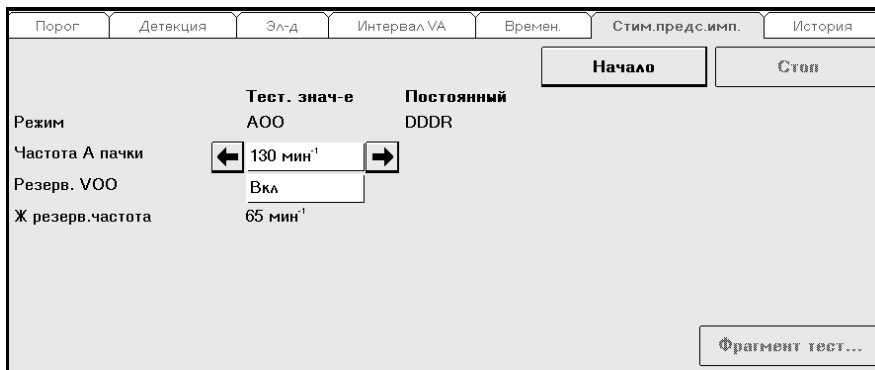 Порог Детекция Эл-д Интервал VA Времен. Стим.предс.имп. История
Начало Стоп
Тест. знач-е Постоянный
Режим AOO DDDR
Частота А пачки 130 мин⁻¹
Резерв. VOO Вкл
Ж резерв.частота 65 мин⁻¹
Фрагмент тест...